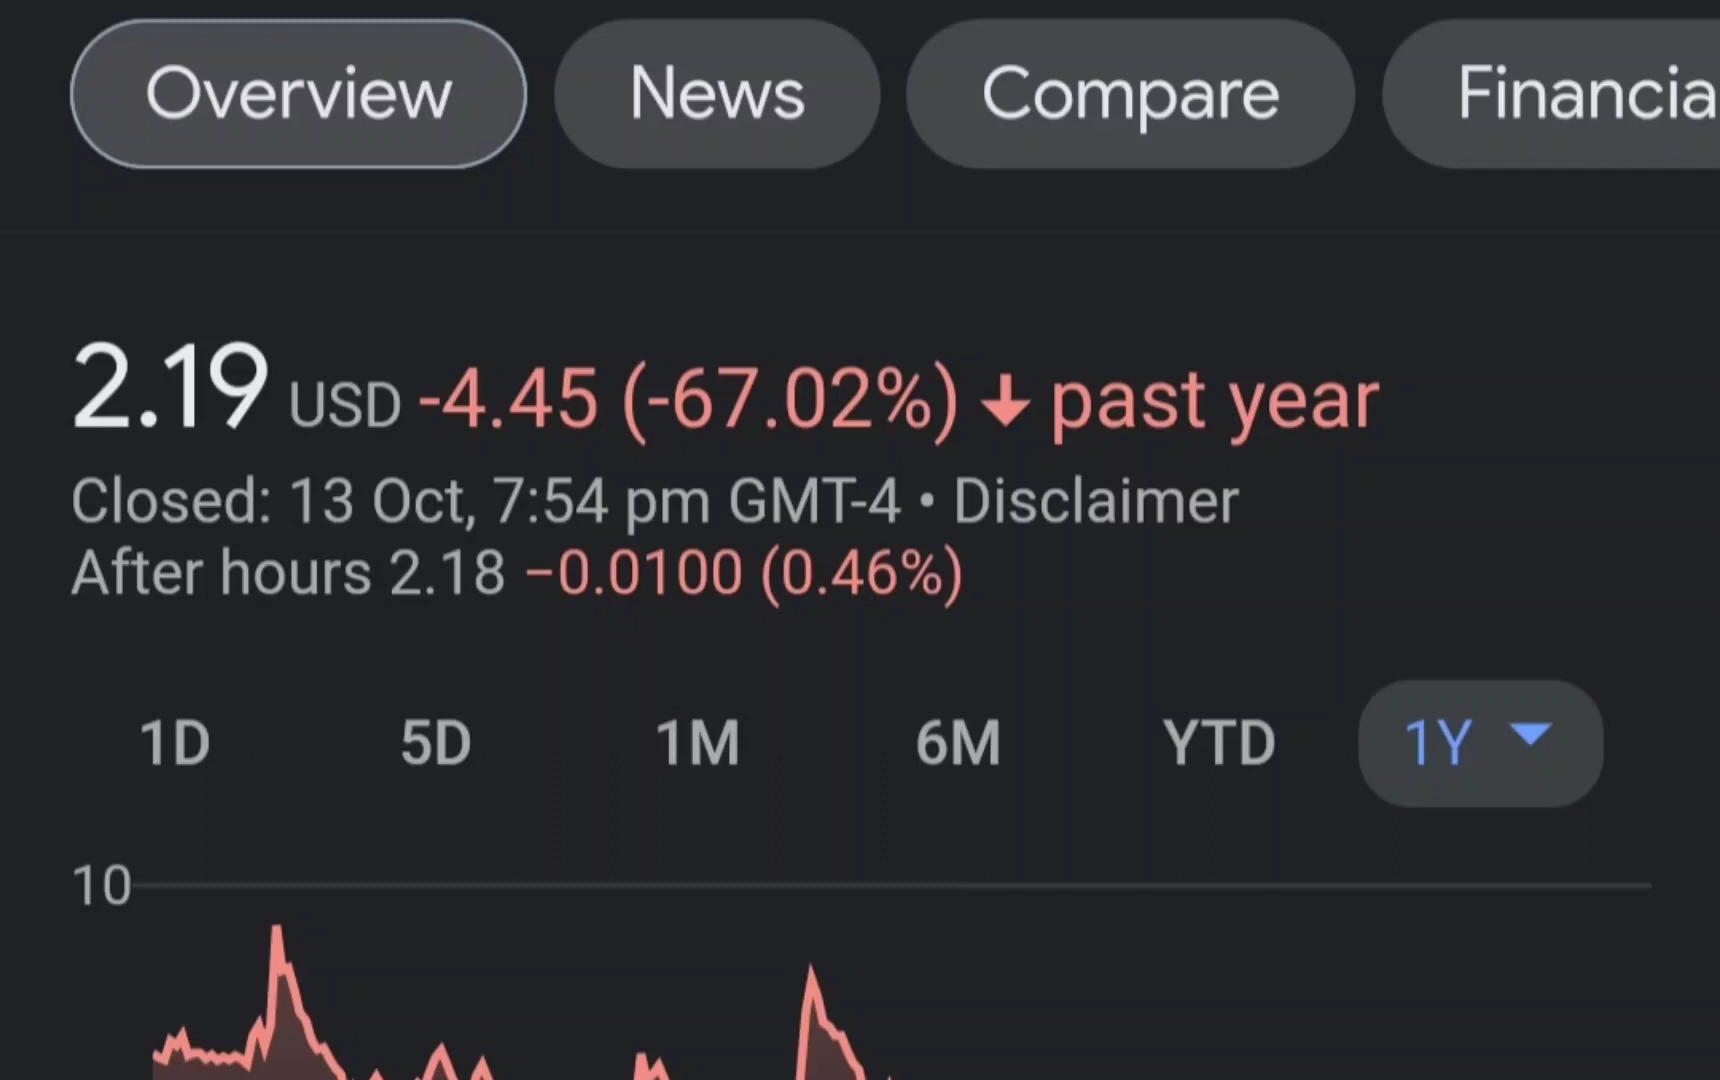 Overview News Compare Financia
2.19 USD -4.45 (-67.02%) ↓ past year
Closed: 13 Oct, 7:54 pm GMT-4 • Disclaimer
After hours 2.18 −0.0100 (0.46%)
1D 5D 1M 6M YTD 1Y
10